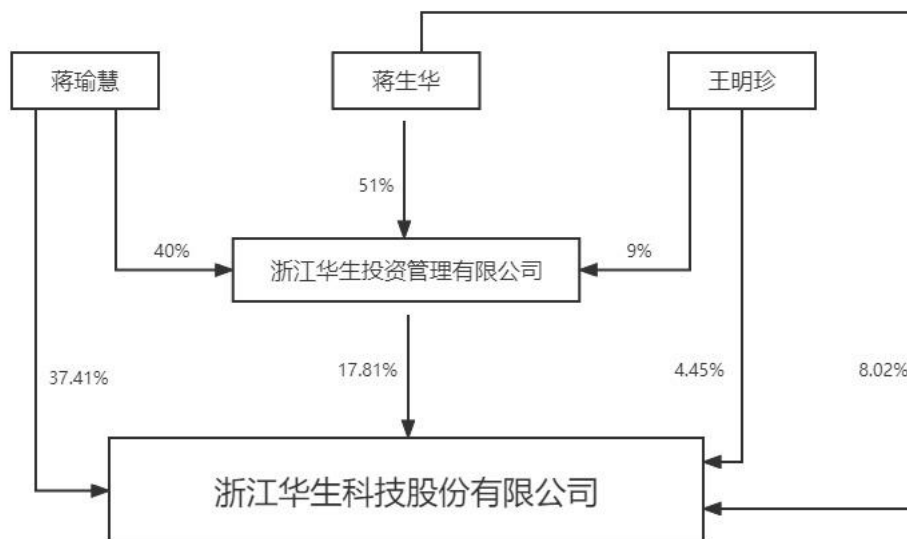 蒋瑜慧
蒋生华
王明珍
51%
40%
9%
浙江华生投资管理有限公司
37.41%
17.81%
4.45%
8.02%
浙江华生科技股份有限公司